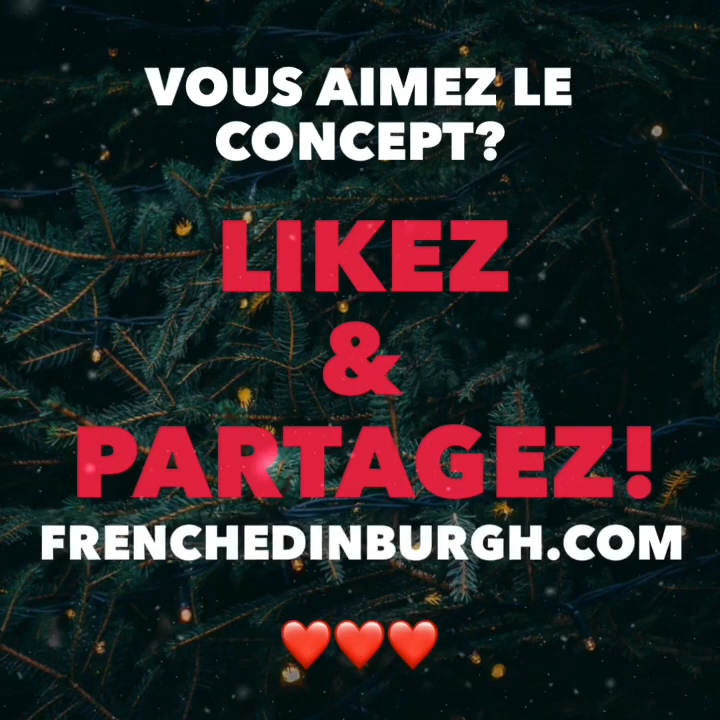 VOUS AIMEZ LE
CONCEPT?
LIKEZ
&
PARTAGEZ!
FRENCHEDINBURGH.COM
❤️❤️❤️